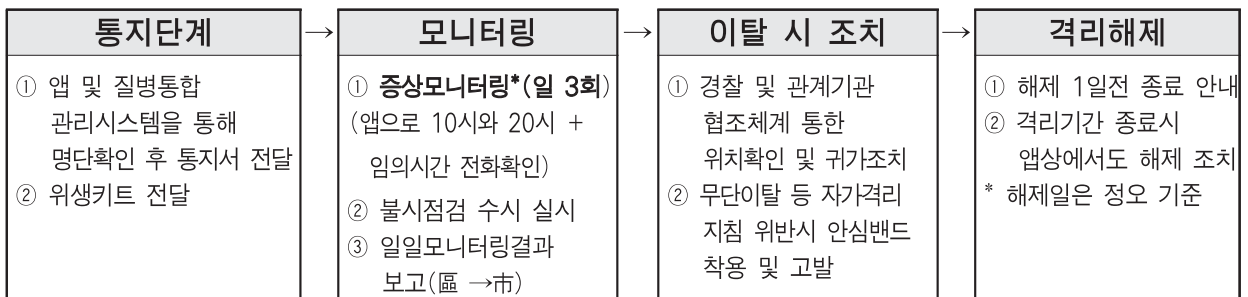 통지단계
① 앱 및 질병통합
관리시스템을 통해
명단확인 후 통지서 전달
② 위생키트 전달
→
모니터링
① 증상모니터링*(일 3회)
(앱으로 10시와 20시 +
임의시간 전화확인)
② 불시점검 수시 실시
③ 일일모니터링결과
보고(區 →市)
→
이탈 시 조치
① 경찰 및 관계기관
협조체계 통한
위치확인 및 귀가조치
② 무단이탈 등 자가격리
지침 위반시 안심밴드
착용 및 고발
→
격리해제
① 해제 1일전 종료 안내
② 격리기간 종료시
앱상에서도 해제 조치
* 해제일은 정오 기준